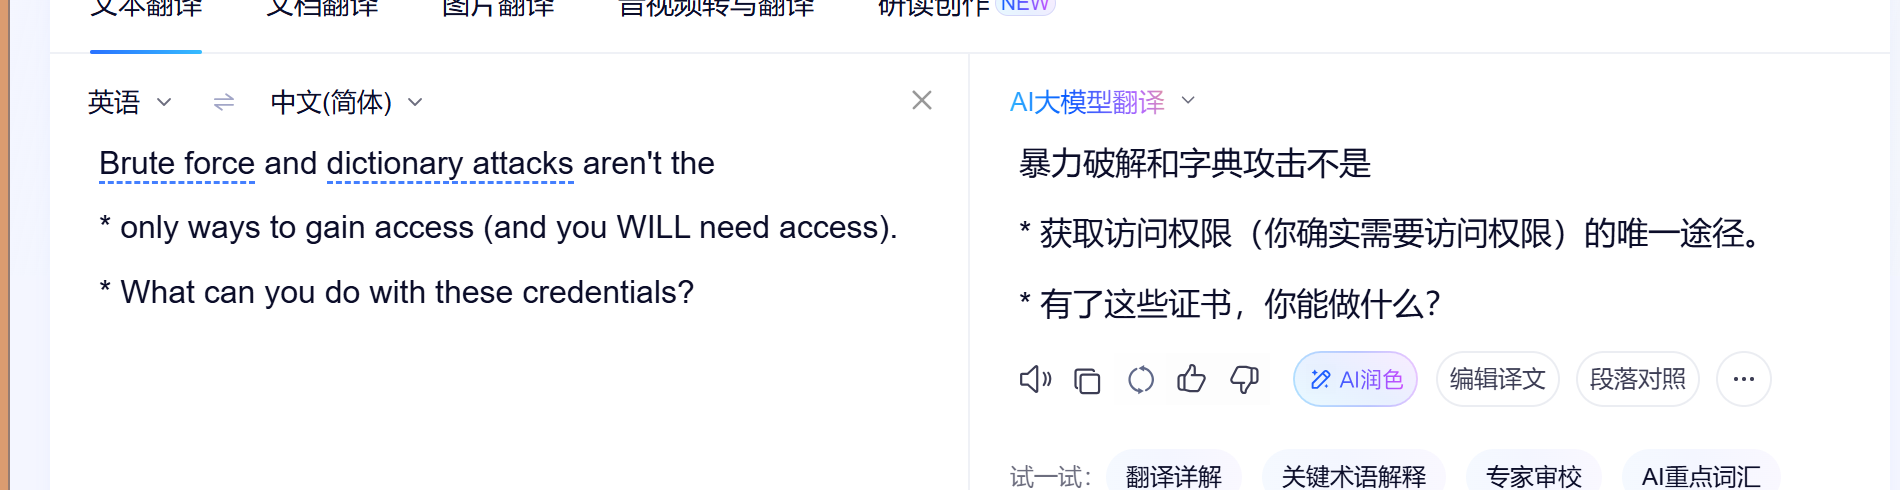 文本翻译 文档翻译 图片翻译 音视频转写翻译 研读创作 NEW
英语 中文(简体)
AI大模型翻译
Brute force and dictionary attacks aren't the
* only ways to gain access (and you WILL need access).
* What can you do with these credentials?
暴力破解和字典攻击不是
* 获取访问权限（你确实需要访问权限）的唯一途径。
* 有了这些证书，你能做什么？
AI润色 编辑译文 段落对照 ···
试一试： 翻译详解 关键术语解释 专家审校 AI重点词汇